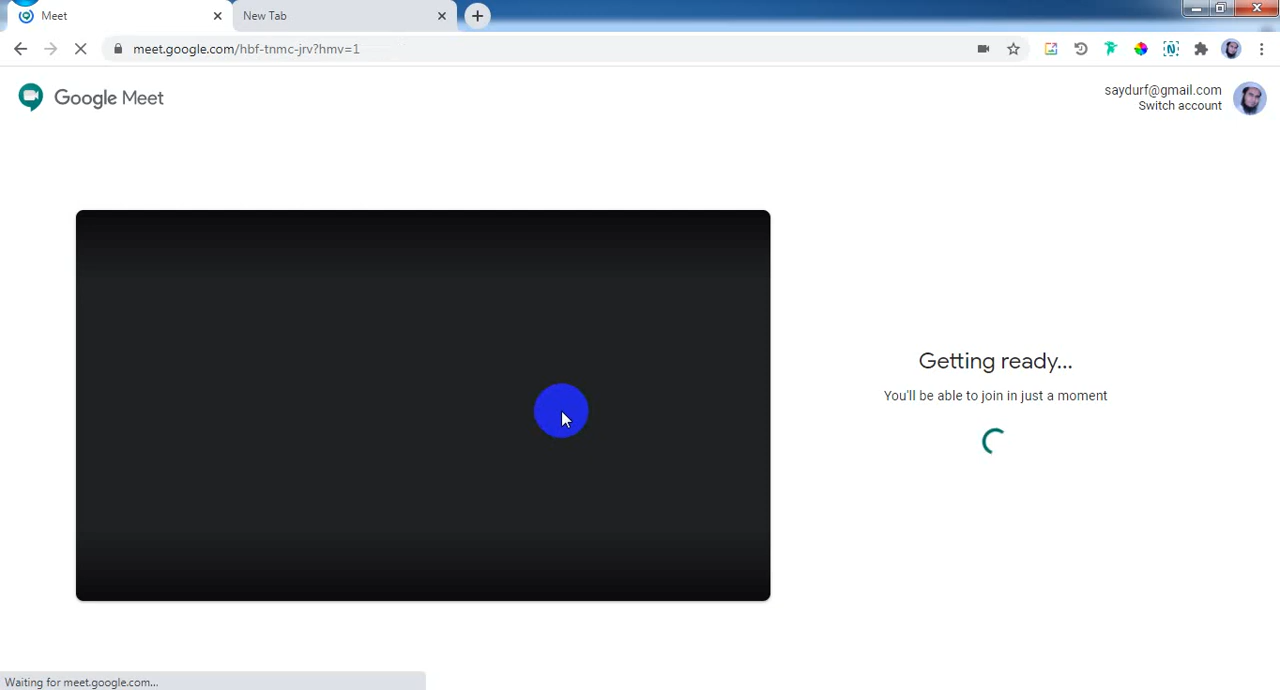 Meet
New Tab
meet.google.com/hbf-tnmc-jrv?hmv=1
Google Meet
saydurf@gmail.com
Switch account
Getting ready...
You'll be able to join in just a moment
Waiting for meet.google.com...